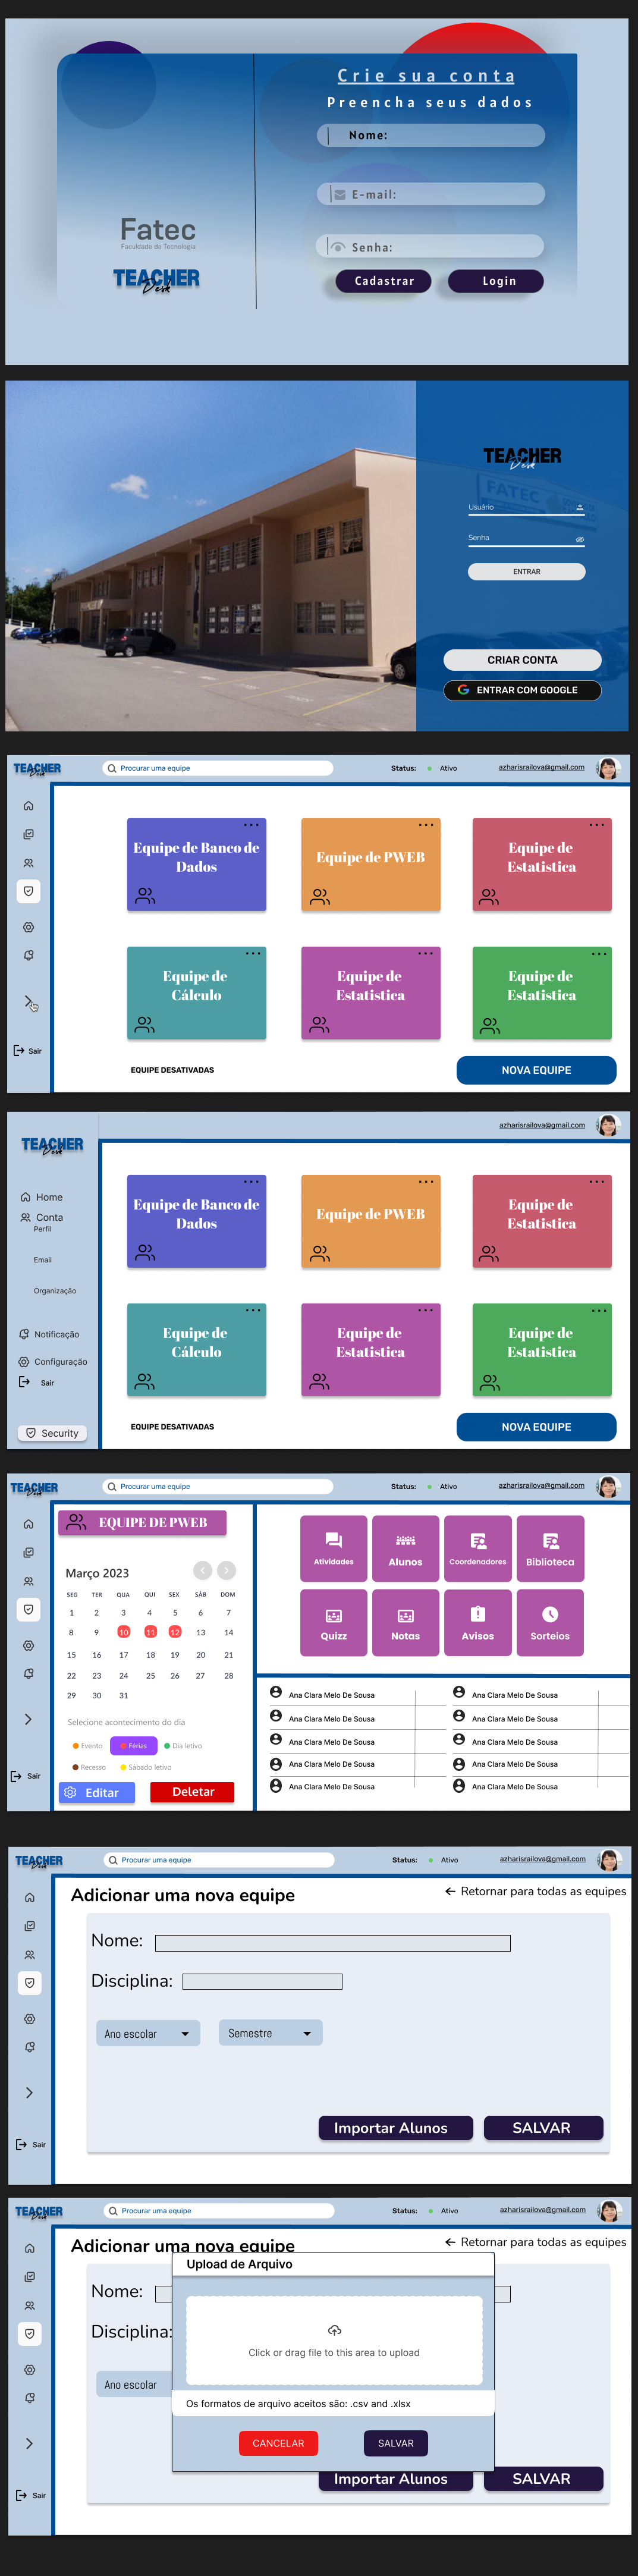 Crie sua conta
Preencha seus dados
Nome:
E-mail:
Senha:
Fatec
Faculdade de Tecnologia
TEACHER
Desk
Cadastrar
Login
TEACHER
Desk
FATEC
Usuário
Senha
ENTRAR
CRIAR CONTA
ENTRAR COM GOOGLE
TEACHER
Desk
Procurar uma equipe
Status:
Ativo
azharisrailova@gmail.com
Equipe de Banco de
Dados
Equipe de PWEB
Equipe de
Estatistica
Equipe de
Cálculo
Equipe de
Estatistica
Equipe de
Estatistica
Sair
EQUIPE DESATIVADAS
NOVA EQUIPE
azharisrailova@gmail.com
TEACHER
Desk
Home
Conta
Perfil
Email
Organização
Notificação
Configuração
Sair
Security
Equipe de Banco de
Dados
Equipe de PWEB
Equipe de
Estatistica
Equipe de
Cálculo
Equipe de
Estatistica
Equipe de
Estatistica
EQUIPE DESATIVADAS
NOVA EQUIPE
TEACHER
Desk
Procurar uma equipe
Status:
Ativo
azharisrailova@gmail.com
Sair
EQUIPE DE PWEB
Março 2023
SEG TER QUA QUI SEX SÁB DOM
1 2 3 4 5 6 7
8 9 10 11 12 13 14
15 16 17 18 19 20 21
22 23 24 25 26 27 28
29 30 31
Selecione acontecimento do dia
Evento
Férias
Dia letivo
Recesso
Sábado letivo
Editar
Deletar
Atividades
Alunos
Coordenadores
Biblioteca
Quizz
Notas
Avisos
Sorteios
Ana Clara Melo De Sousa
Ana Clara Melo De Sousa
Ana Clara Melo De Sousa
Ana Clara Melo De Sousa
Ana Clara Melo De Sousa
Ana Clara Melo De Sousa
Ana Clara Melo De Sousa
Ana Clara Melo De Sousa
Ana Clara Melo De Sousa
Ana Clara Melo De Sousa
TEACHER
Desk
Procurar uma equipe
Status:
Ativo
azharisrailova@gmail.com
Sair
Adicionar uma nova equipe
Retornar para todas as equipes
Nome:
Disciplina:
Ano escolar
Semestre
Importar Alunos
SALVAR
TEACHER
Desk
Procurar uma equipe
Status:
Ativo
azharisrailova@gmail.com
Sair
Adicionar uma nova equipe
Retornar para todas as equipes
Nome:
Disciplina:
Ano escolar
Upload de Arquivo
Click or drag file to this area to upload
Os formatos de arquivo aceitos são: .csv and .xlsx
CANCELAR
SALVAR
Importar Alunos
SALVAR